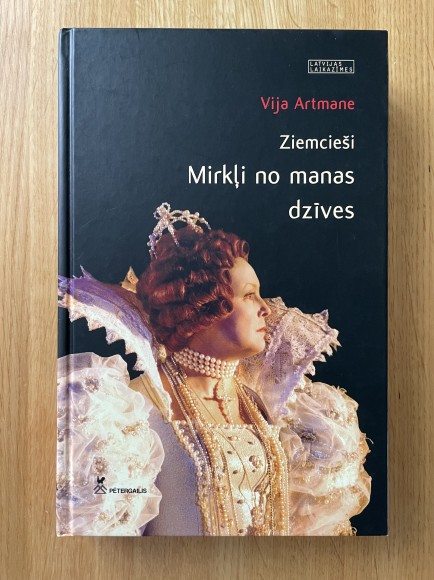 LATVIJAS
LAIKAZĪMES
Vija Artmane
Ziemcieši
Mirkļi no manas
dzīves
PĒTERGAILIS